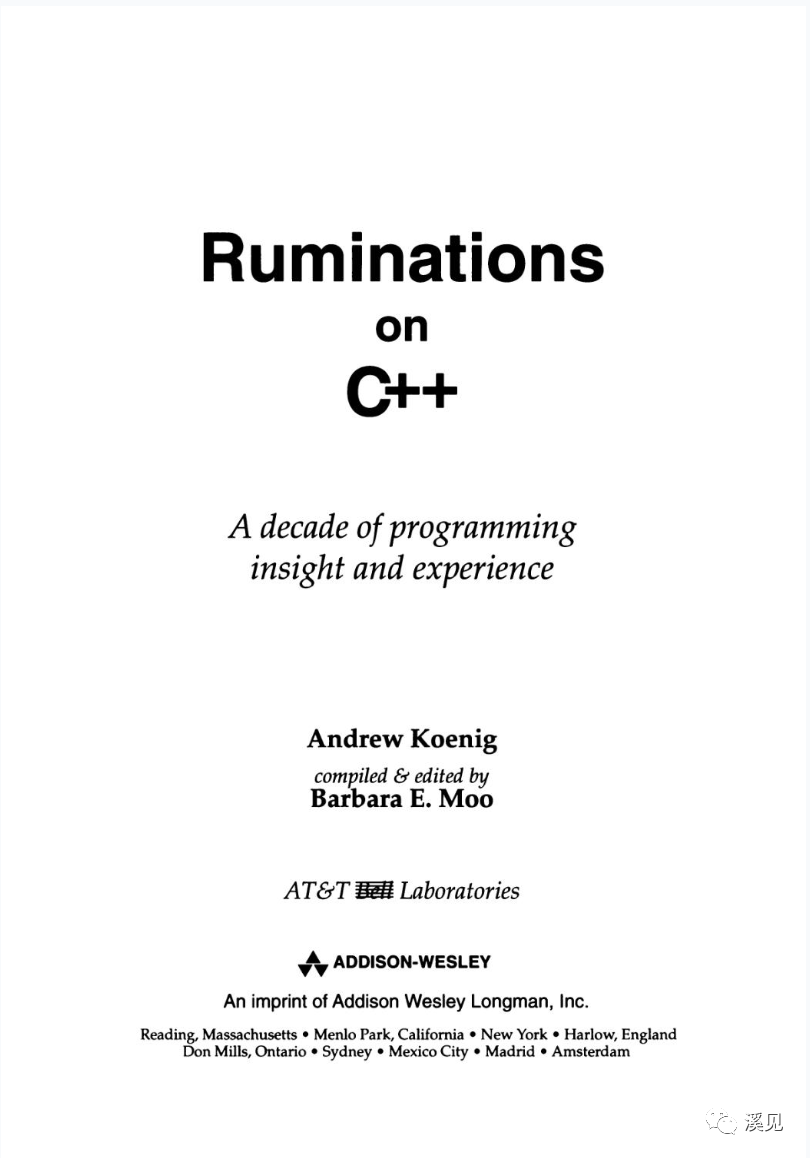 Ruminations
on
C++
A decade of programming
insight and experience
Andrew Koenig
compiled & edited by
Barbara E. Moo
AT&T Bell Laboratories
ADDISON-WESLEY
An imprint of Addison Wesley Longman, Inc.
Reading, Massachusetts • Menlo Park, California • New York • Harlow, England
Don Mills, Ontario • Sydney • Mexico City • Madrid • Amsterdam
溪见